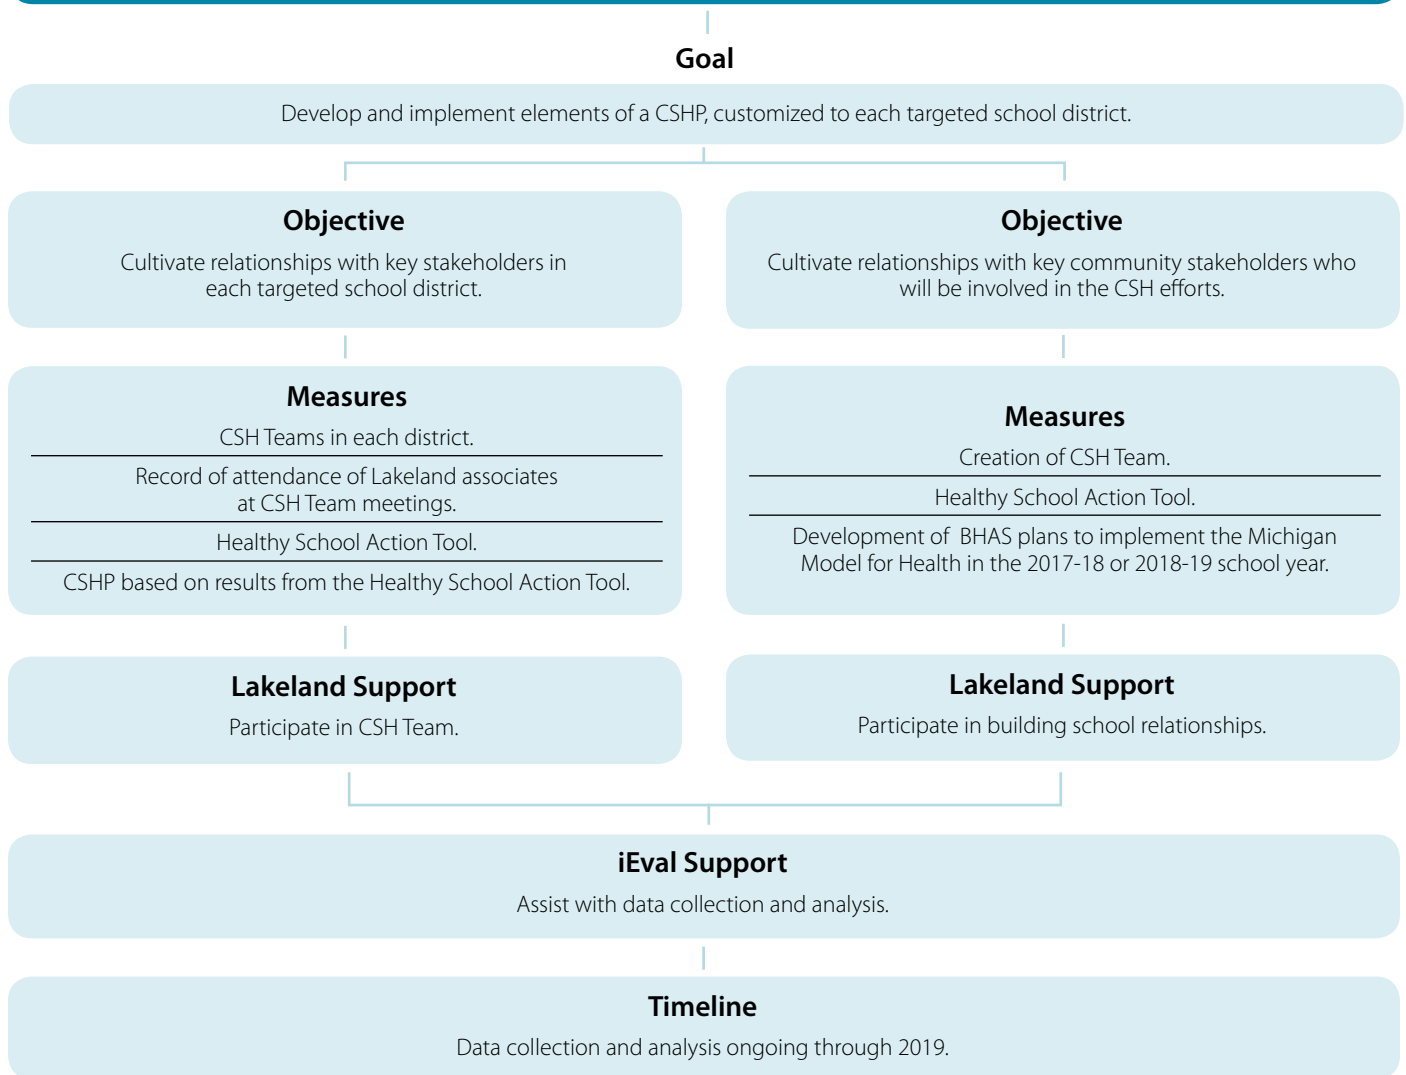 Goal
Develop and implement elements of a CSHP, customized to each targeted school district.
Objective
Cultivate relationships with key stakeholders in
each targeted school district.
Objective
Cultivate relationships with key community stakeholders who
will be involved in the CSH efforts.
Measures
CSH Teams in each district.
Record of attendance of Lakeland associates
at CSH Team meetings.
Healthy School Action Tool.
CSHP based on results from the Healthy School Action Tool.
Measures
Creation of CSH Team.
Healthy School Action Tool.
Development of BHAS plans to implement the Michigan
Model for Health in the 2017-18 or 2018-19 school year.
Lakeland Support
Participate in CSH Team.
Lakeland Support
Participate in building school relationships.
iEval Support
Assist with data collection and analysis.
Timeline
Data collection and analysis ongoing through 2019.